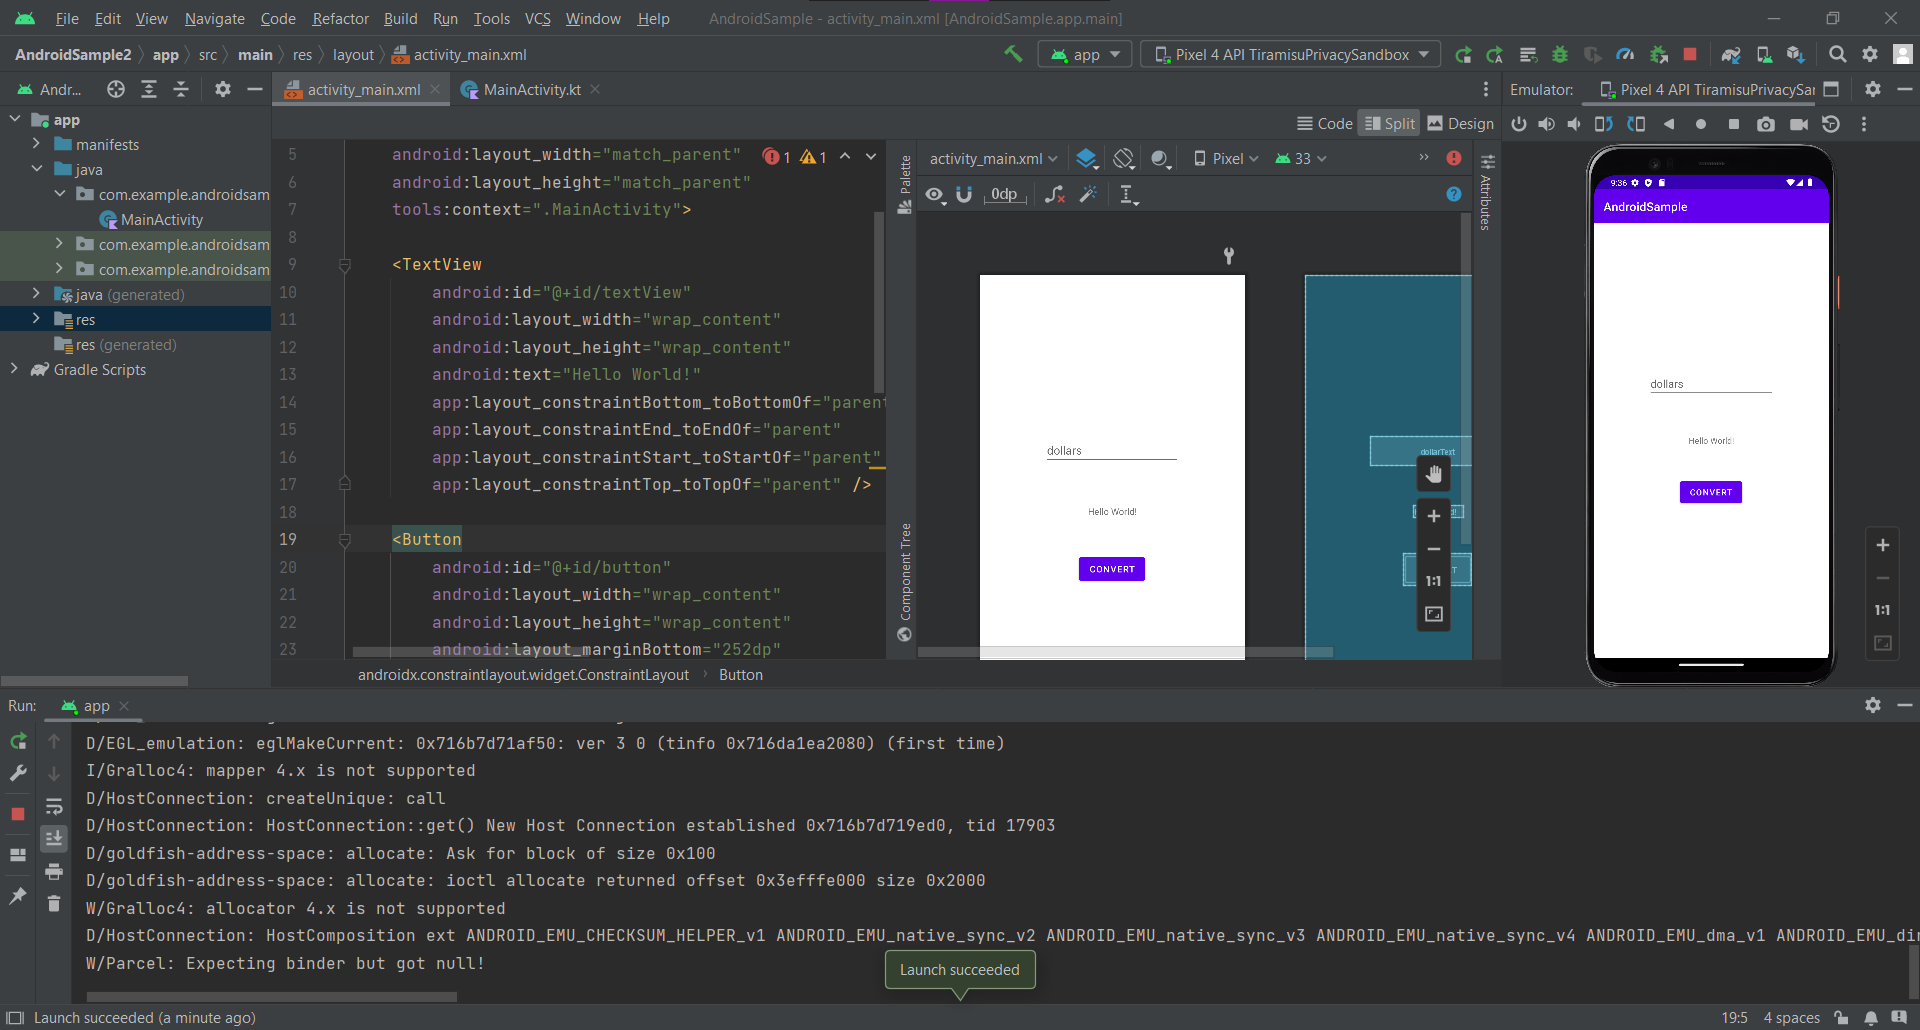 File Edit View Navigate Code Refactor Build Run Tools VCS Window Help AndroidSample - activity_main.xml [AndroidSample.app.main]
AndroidSample2 app src main res layout activity_main.xml
app Pixel 4 API TiramisuPrivacySandbox
Andr...
activity_main.xml MainActivity.kt
Emulator: Pixel 4 API TiramisuPrivacySar
Code Split Design
app
manifests
java
com.example.androidsam
MainActivity
com.example.androidsam
com.example.androidsam
java (generated)
res
res (generated)
Gradle Scripts
5 android:layout_width="match_parent" 1 1
6 android:layout_height="match_parent"
7 tools:context=".MainActivity">
8
9 <TextView
10 android:id="@+id/textView"
11 android:layout_width="wrap_content"
12 android:layout_height="wrap_content"
13 android:text="Hello World!"
14 app:layout_constraintBottom_toBottomOf="parent
15 app:layout_constraintEnd_toEndOf="parent"
16 app:layout_constraintStart_toStartOf="parent"
17 app:layout_constraintTop_toTopOf="parent" />
18
19 <Button
20 android:id="@+id/button"
21 android:layout_width="wrap_content"
22 android:layout_height="wrap_content"
23 android:layout_marginBottom="252dp"
androidx.constraintlayout.widget.ConstraintLayout Button
Palette
Component Tree
activity_main.xml Pixel 33
0dp
Attributes
dollars
Hello World!
CONVERT
dollarText
1:1
9:36
AndroidSample
dollars
Hello World!
CONVERT
1:1
Run: app
D/EGL_emulation: eglMakeCurrent: 0x716b7d71af50: ver 3 0 (tinfo 0x716da1ea2080) (first time)
I/Gralloc4: mapper 4.x is not supported
D/HostConnection: createUnique: call
D/HostConnection: HostConnection::get() New Host Connection established 0x716b7d719ed0, tid 17903
D/goldfish-address-space: allocate: Ask for block of size 0x100
D/goldfish-address-space: allocate: ioctl allocate returned offset 0x3efffe000 size 0x2000
W/Gralloc4: allocator 4.x is not supported
D/HostConnection: HostComposition ext ANDROID_EMU_CHECKSUM_HELPER_v1 ANDROID_EMU_native_sync_v2 ANDROID_EMU_native_sync_v3 ANDROID_EMU_native_sync_v4 ANDROID_EMU_dma_v1 ANDROID_EMU_dir
W/Parcel: Expecting binder but got null!
Launch succeeded
Launch succeeded (a minute ago) 19:5 4 spaces